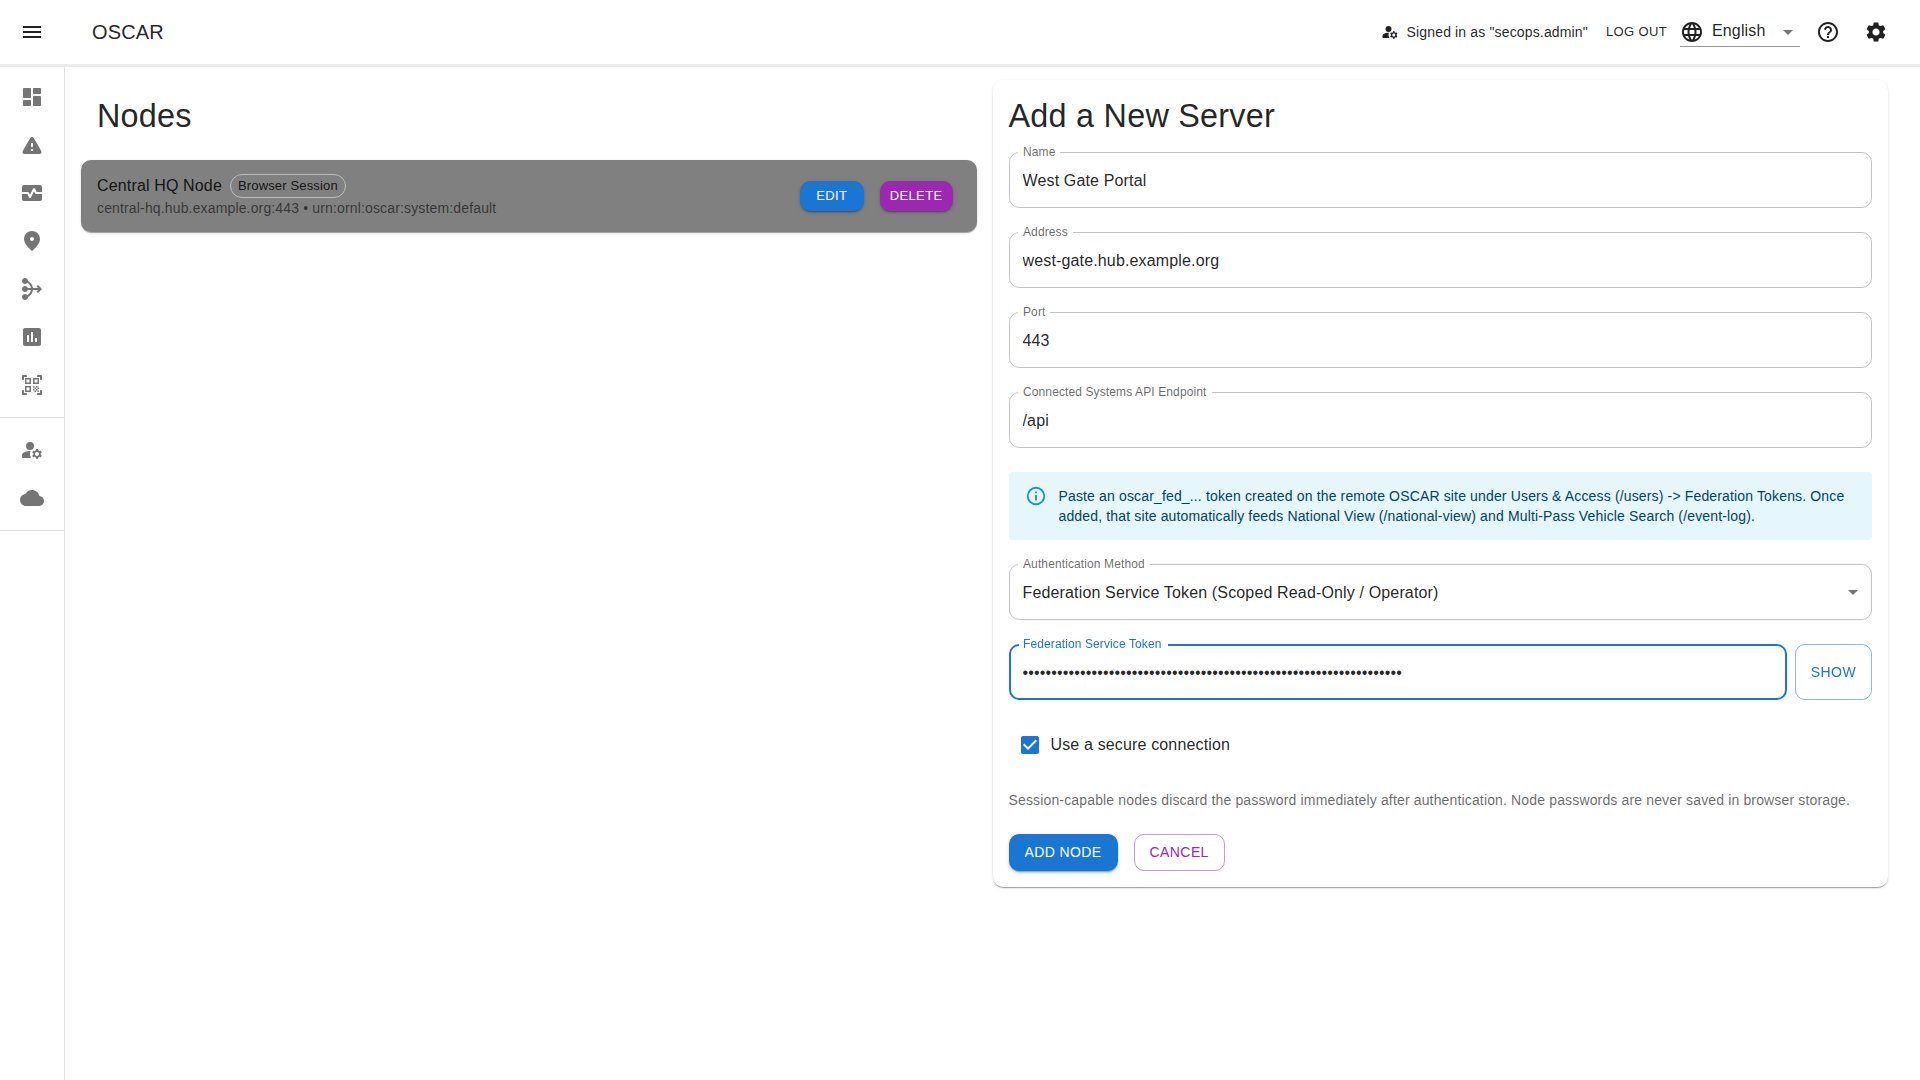 OSCAR
Signed in as "secops.admin"
LOG OUT
English
Nodes
Central HQ Node
Browser Session
central-hq.hub.example.org:443 • urn:ornl:oscar:system:default
EDIT
DELETE
Add a New Server
Name
West Gate Portal
Address
west-gate.hub.example.org
Port
443
Connected Systems API Endpoint
/api
Paste an oscar_fed_... token created on the remote OSCAR site under Users & Access (/users) -> Federation Tokens. Once
added, that site automatically feeds National View (/national-view) and Multi-Pass Vehicle Search (/event-log).
Authentication Method
Federation Service Token (Scoped Read-Only / Operator)
Federation Service Token
SHOW
Use a secure connection
Session-capable nodes discard the password immediately after authentication. Node passwords are never saved in browser storage.
ADD NODE
CANCEL